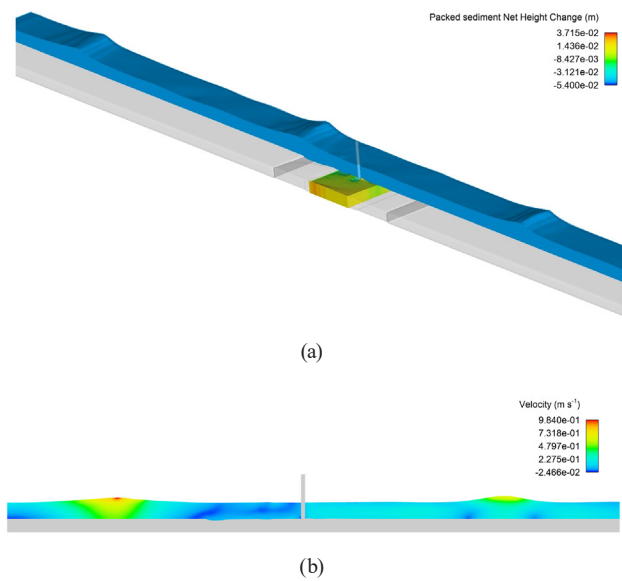 Packed sediment Net Height Change (m)
3.715e-02
1.436e-02
-8.427e-03
-3.121e-02
-5.400e-02
(a)
Velocity (m s⁻¹)
9.840e-01
7.318e-01
4.797e-01
2.275e-01
-2.466e-02
(b)